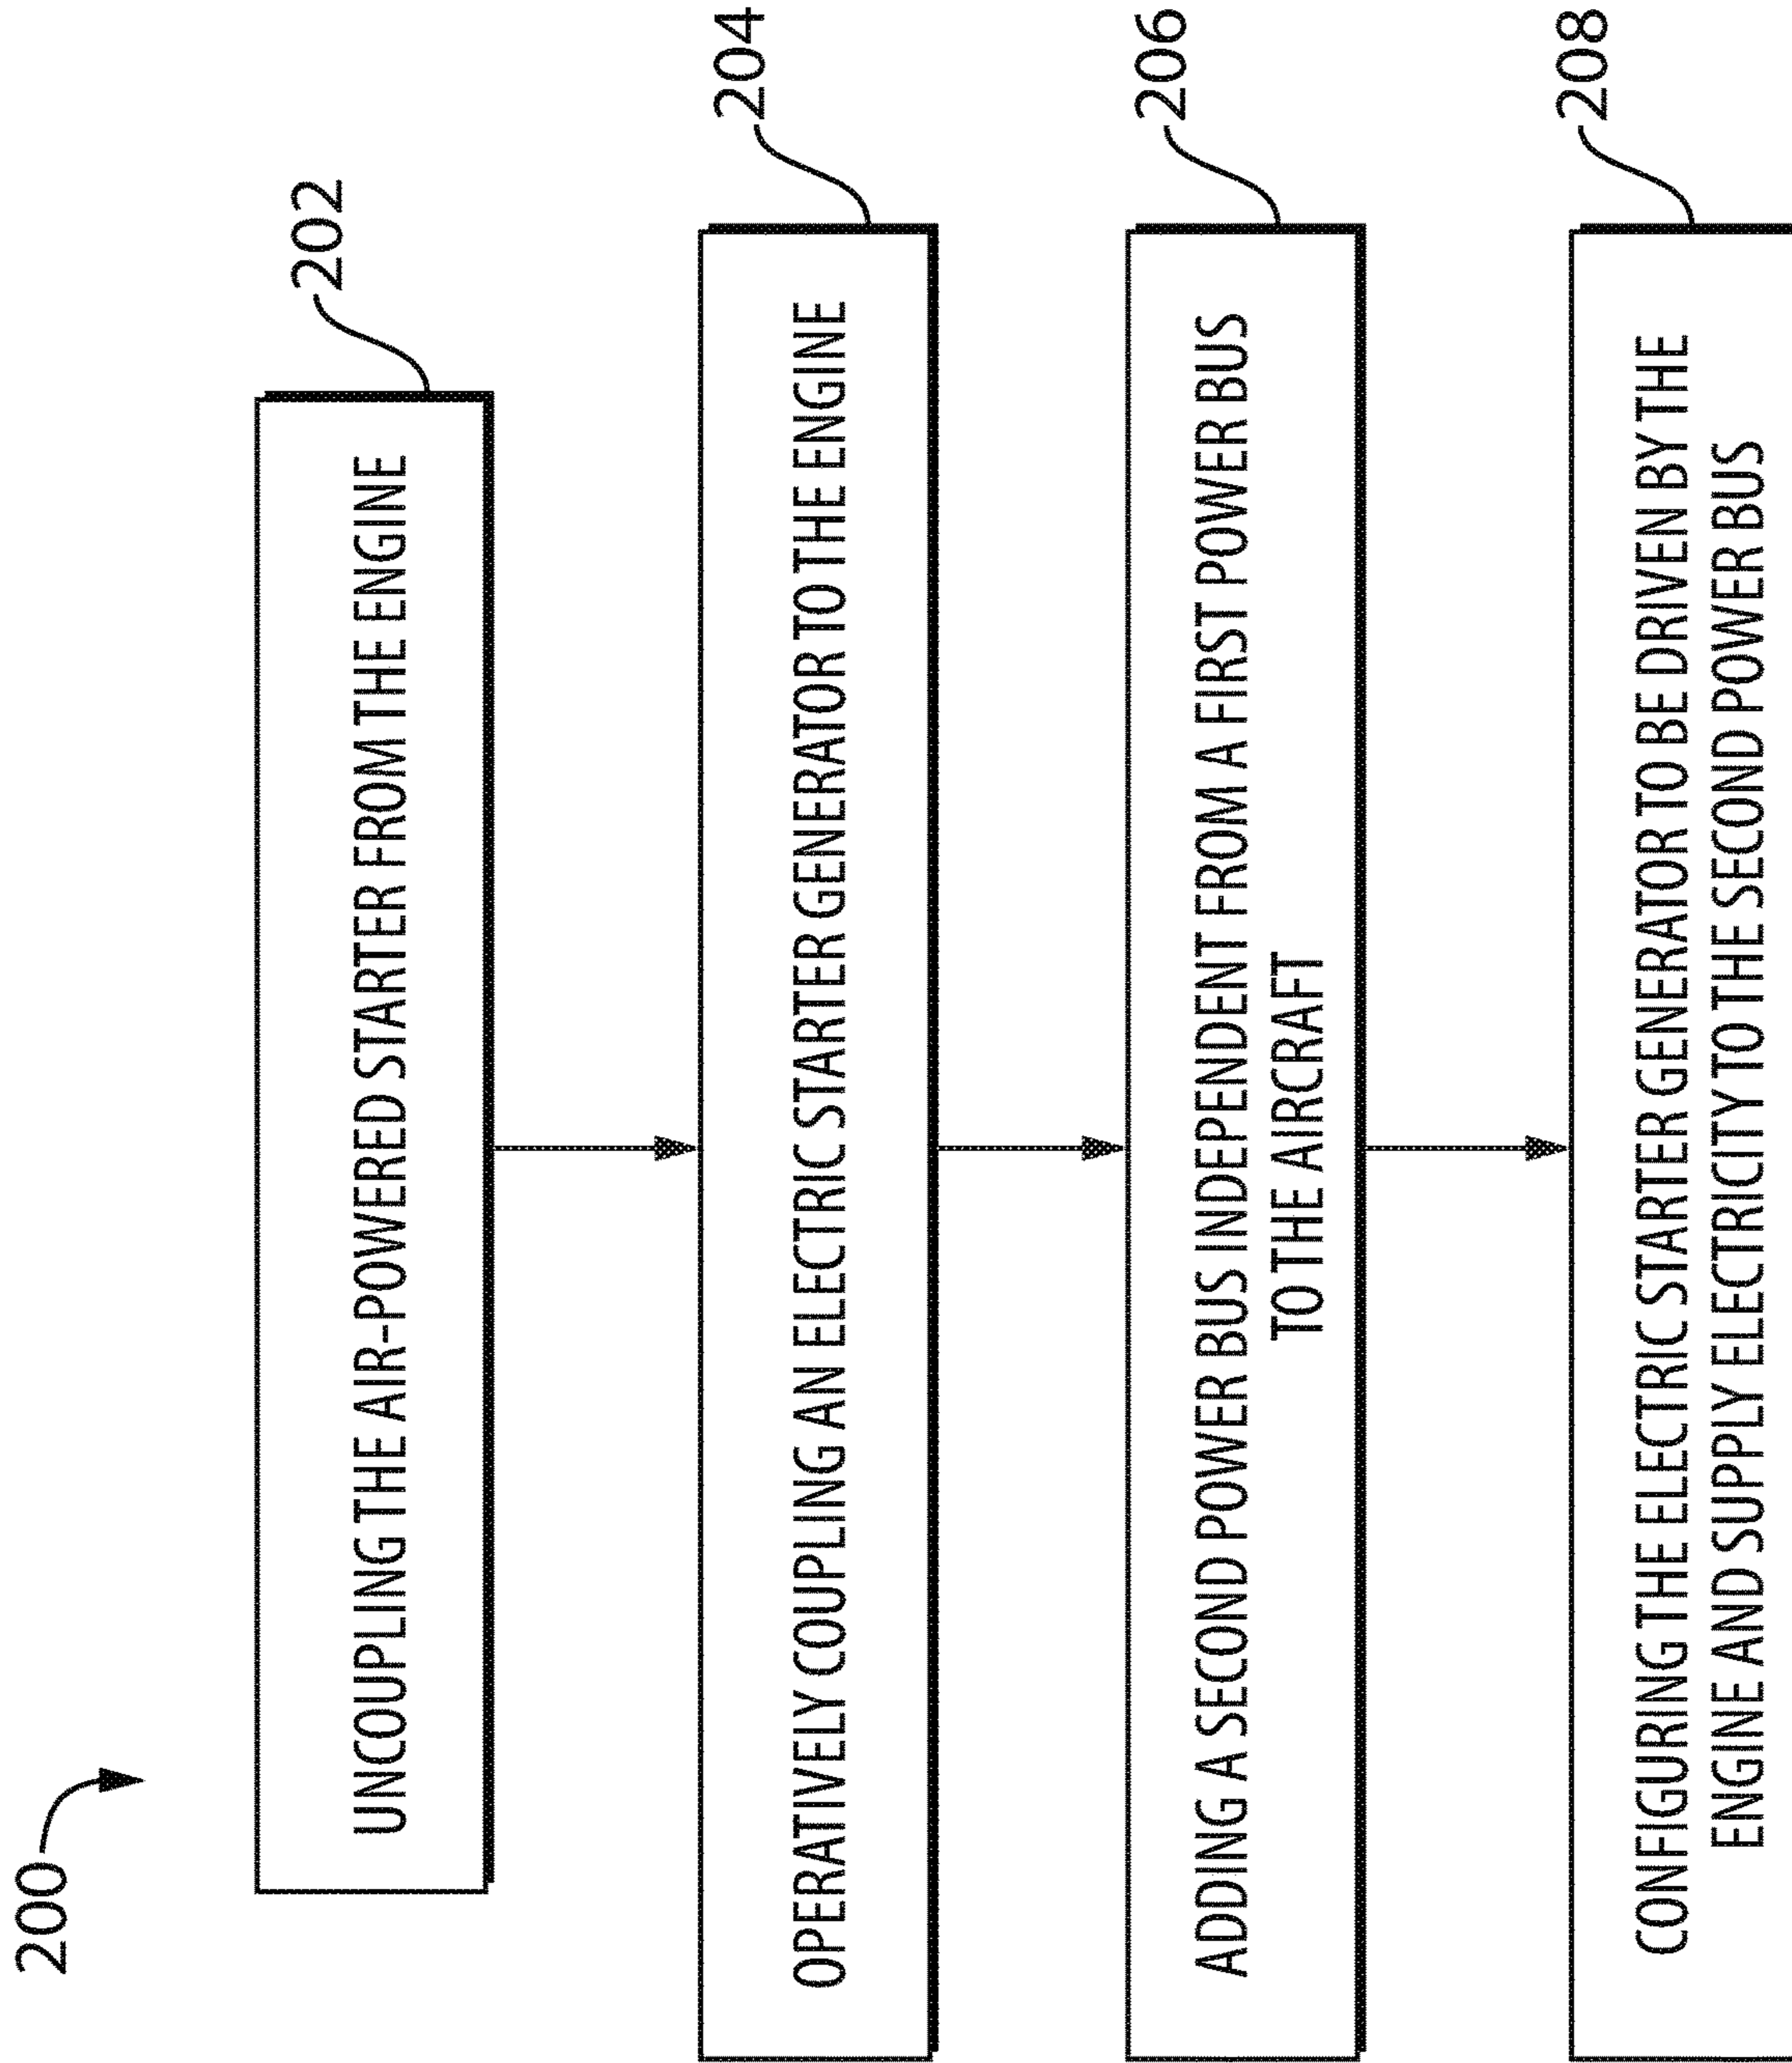 200
202
UNCOUPLING THE AIR-POWERED STARTER FROM THE ENGINE
204
OPERATIVELY COUPLING AN ELECTRIC STARTER GENERATOR TO THE ENGINE
206
ADDING A SECOND POWER BUS INDEPENDENT FROM A FIRST POWER BUS
TO THE AIRCRAFT
208
CONFIGURING THE ELECTRIC STARTER GENERATOR TO BE DRIVEN BY THE
ENGINE AND SUPPLY ELECTRICITY TO THE SECOND POWER BUS